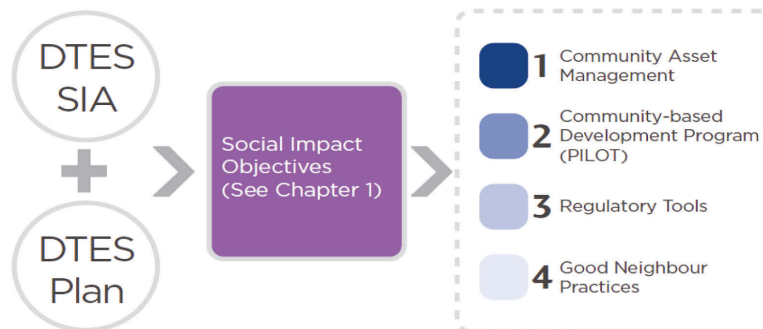 DTES
SIA
DTES
Plan
Social Impact
Objectives
(See Chapter 1)
1 Community Asset
Management
2 Community-based
Development Program
(PILOT)
3 Regulatory Tools
4 Good Neighbour
Practices